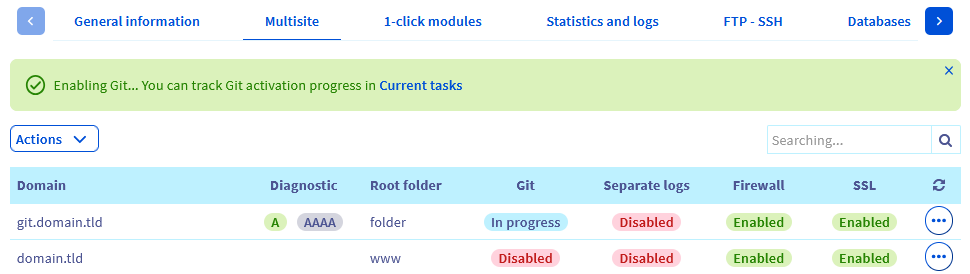 General information Multisite 1-click modules Statistics and logs FTP - SSH Databases
Enabling Git... You can track Git activation progress in Current tasks
Actions Searching...
Domain Diagnostic Root folder Git Separate logs Firewall SSL
git.domain.tld A AAAA folder In progress Disabled Enabled Enabled
domain.tld www Disabled Disabled Enabled Enabled